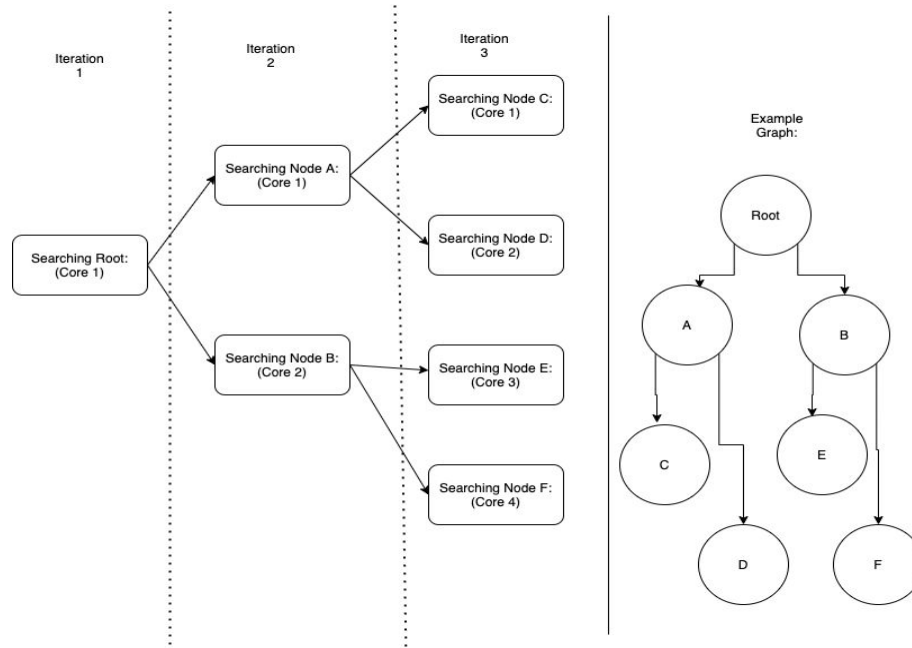 Iteration
1
Iteration
2
Iteration
3
Searching Root:
(Core 1)
Searching Node A:
(Core 1)
Searching Node B:
(Core 2)
Searching Node C:
(Core 1)
Searching Node D:
(Core 2)
Searching Node E:
(Core 3)
Searching Node F:
(Core 4)
Example
Graph:
Root
A
B
C
E
D
F